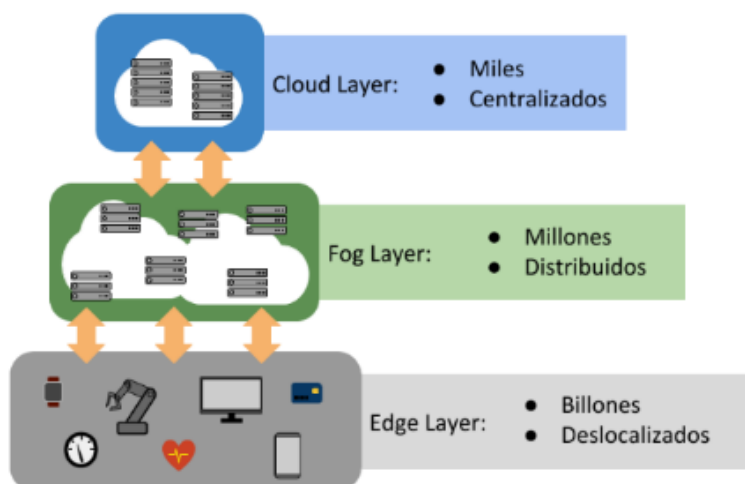 Cloud Layer:
● Miles
● Centralizados
Fog Layer:
● Millones
● Distribuidos
Edge Layer:
● Billones
● Deslocalizados